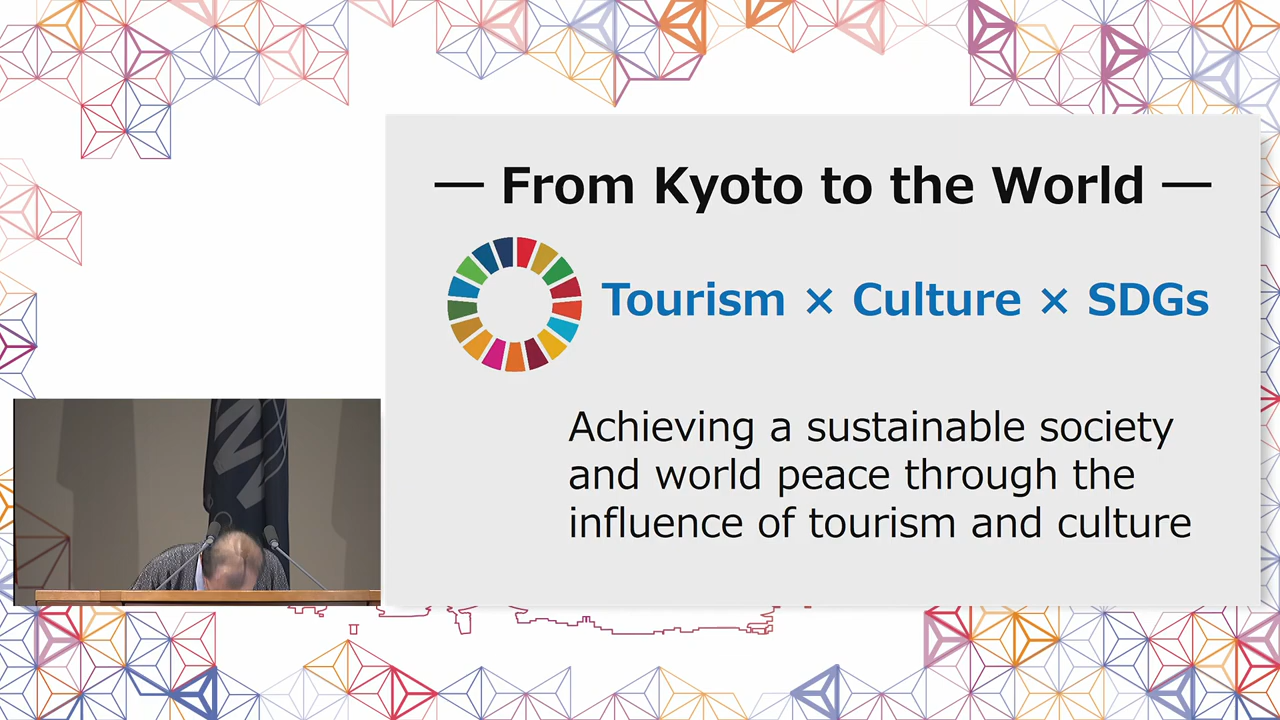 — From Kyoto to the World —
Tourism × Culture × SDGs
Achieving a sustainable society
and world peace through the
influence of tourism and culture